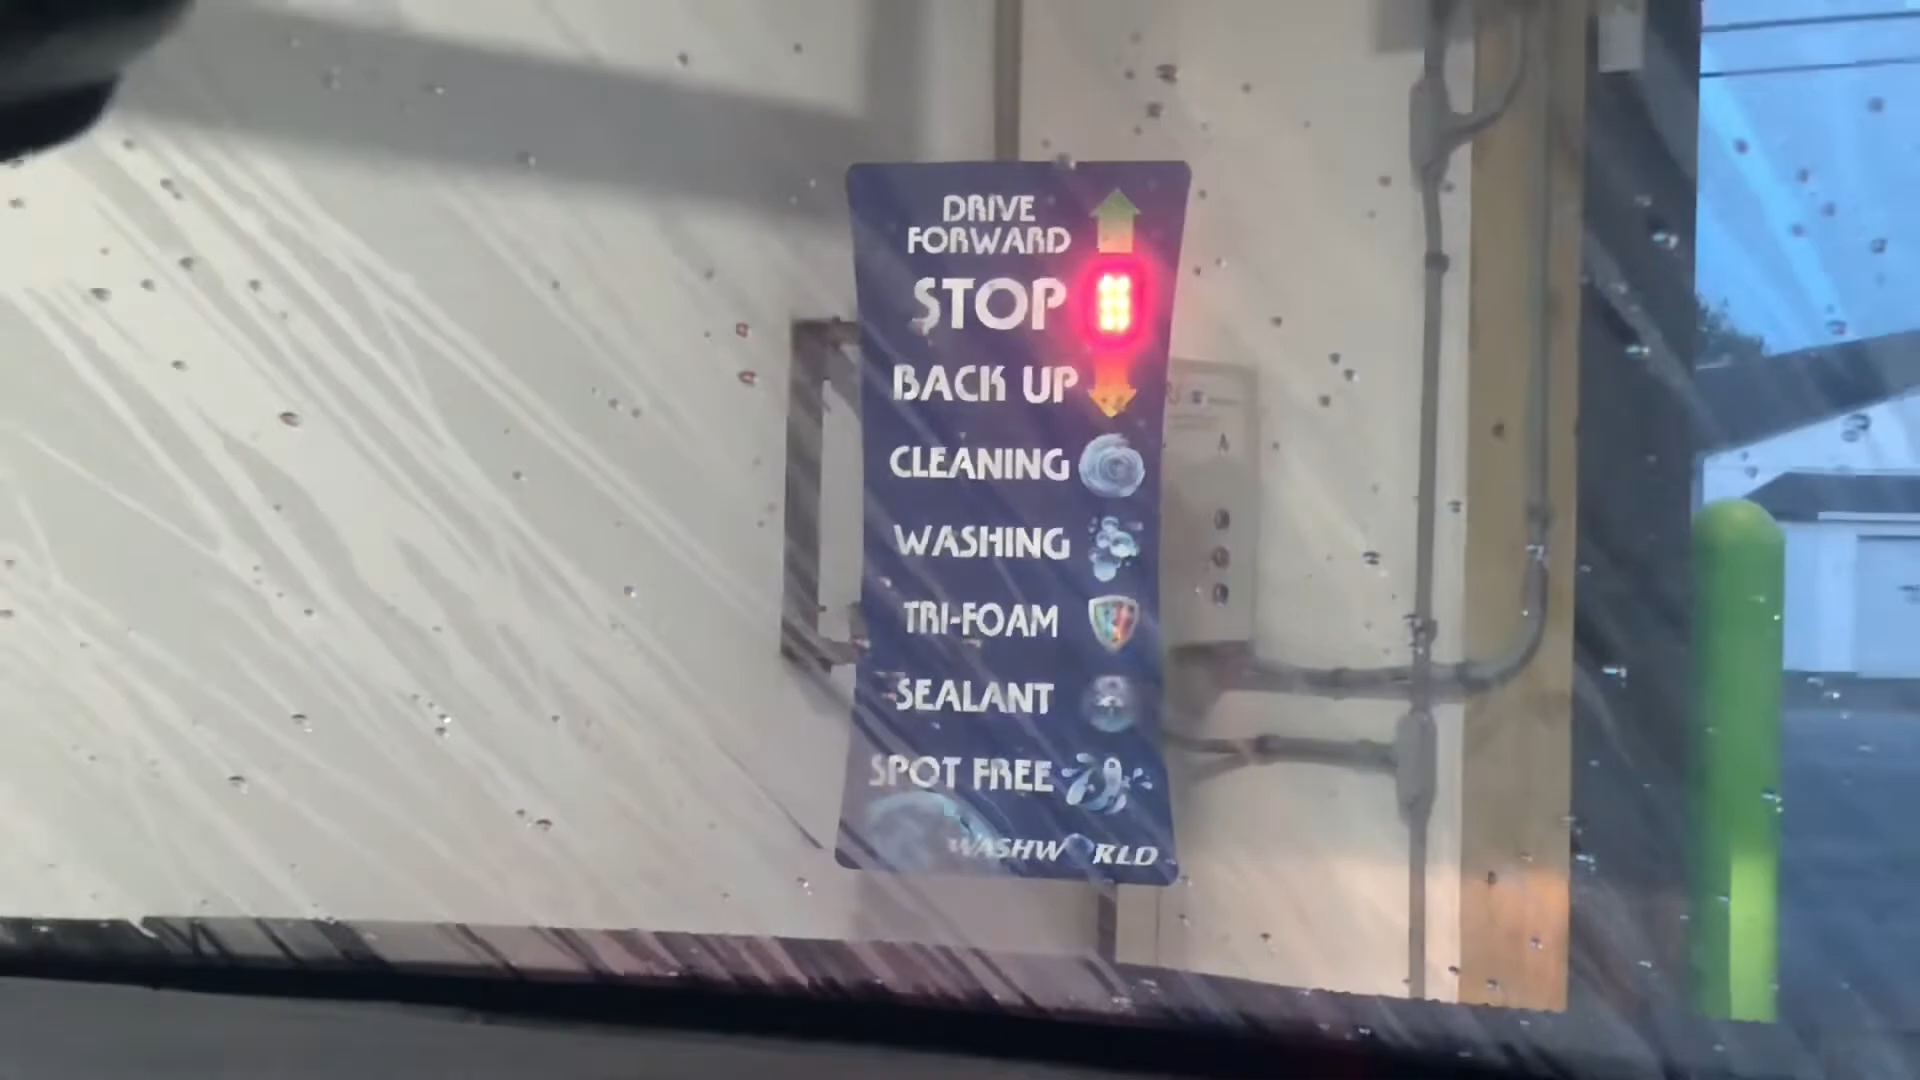 DRIVE
FORWARD
STOP
BACK UP
CLEANING
WASHING
TRI-FOAM
SEALANT
SPOT FREE
WASHWORLD